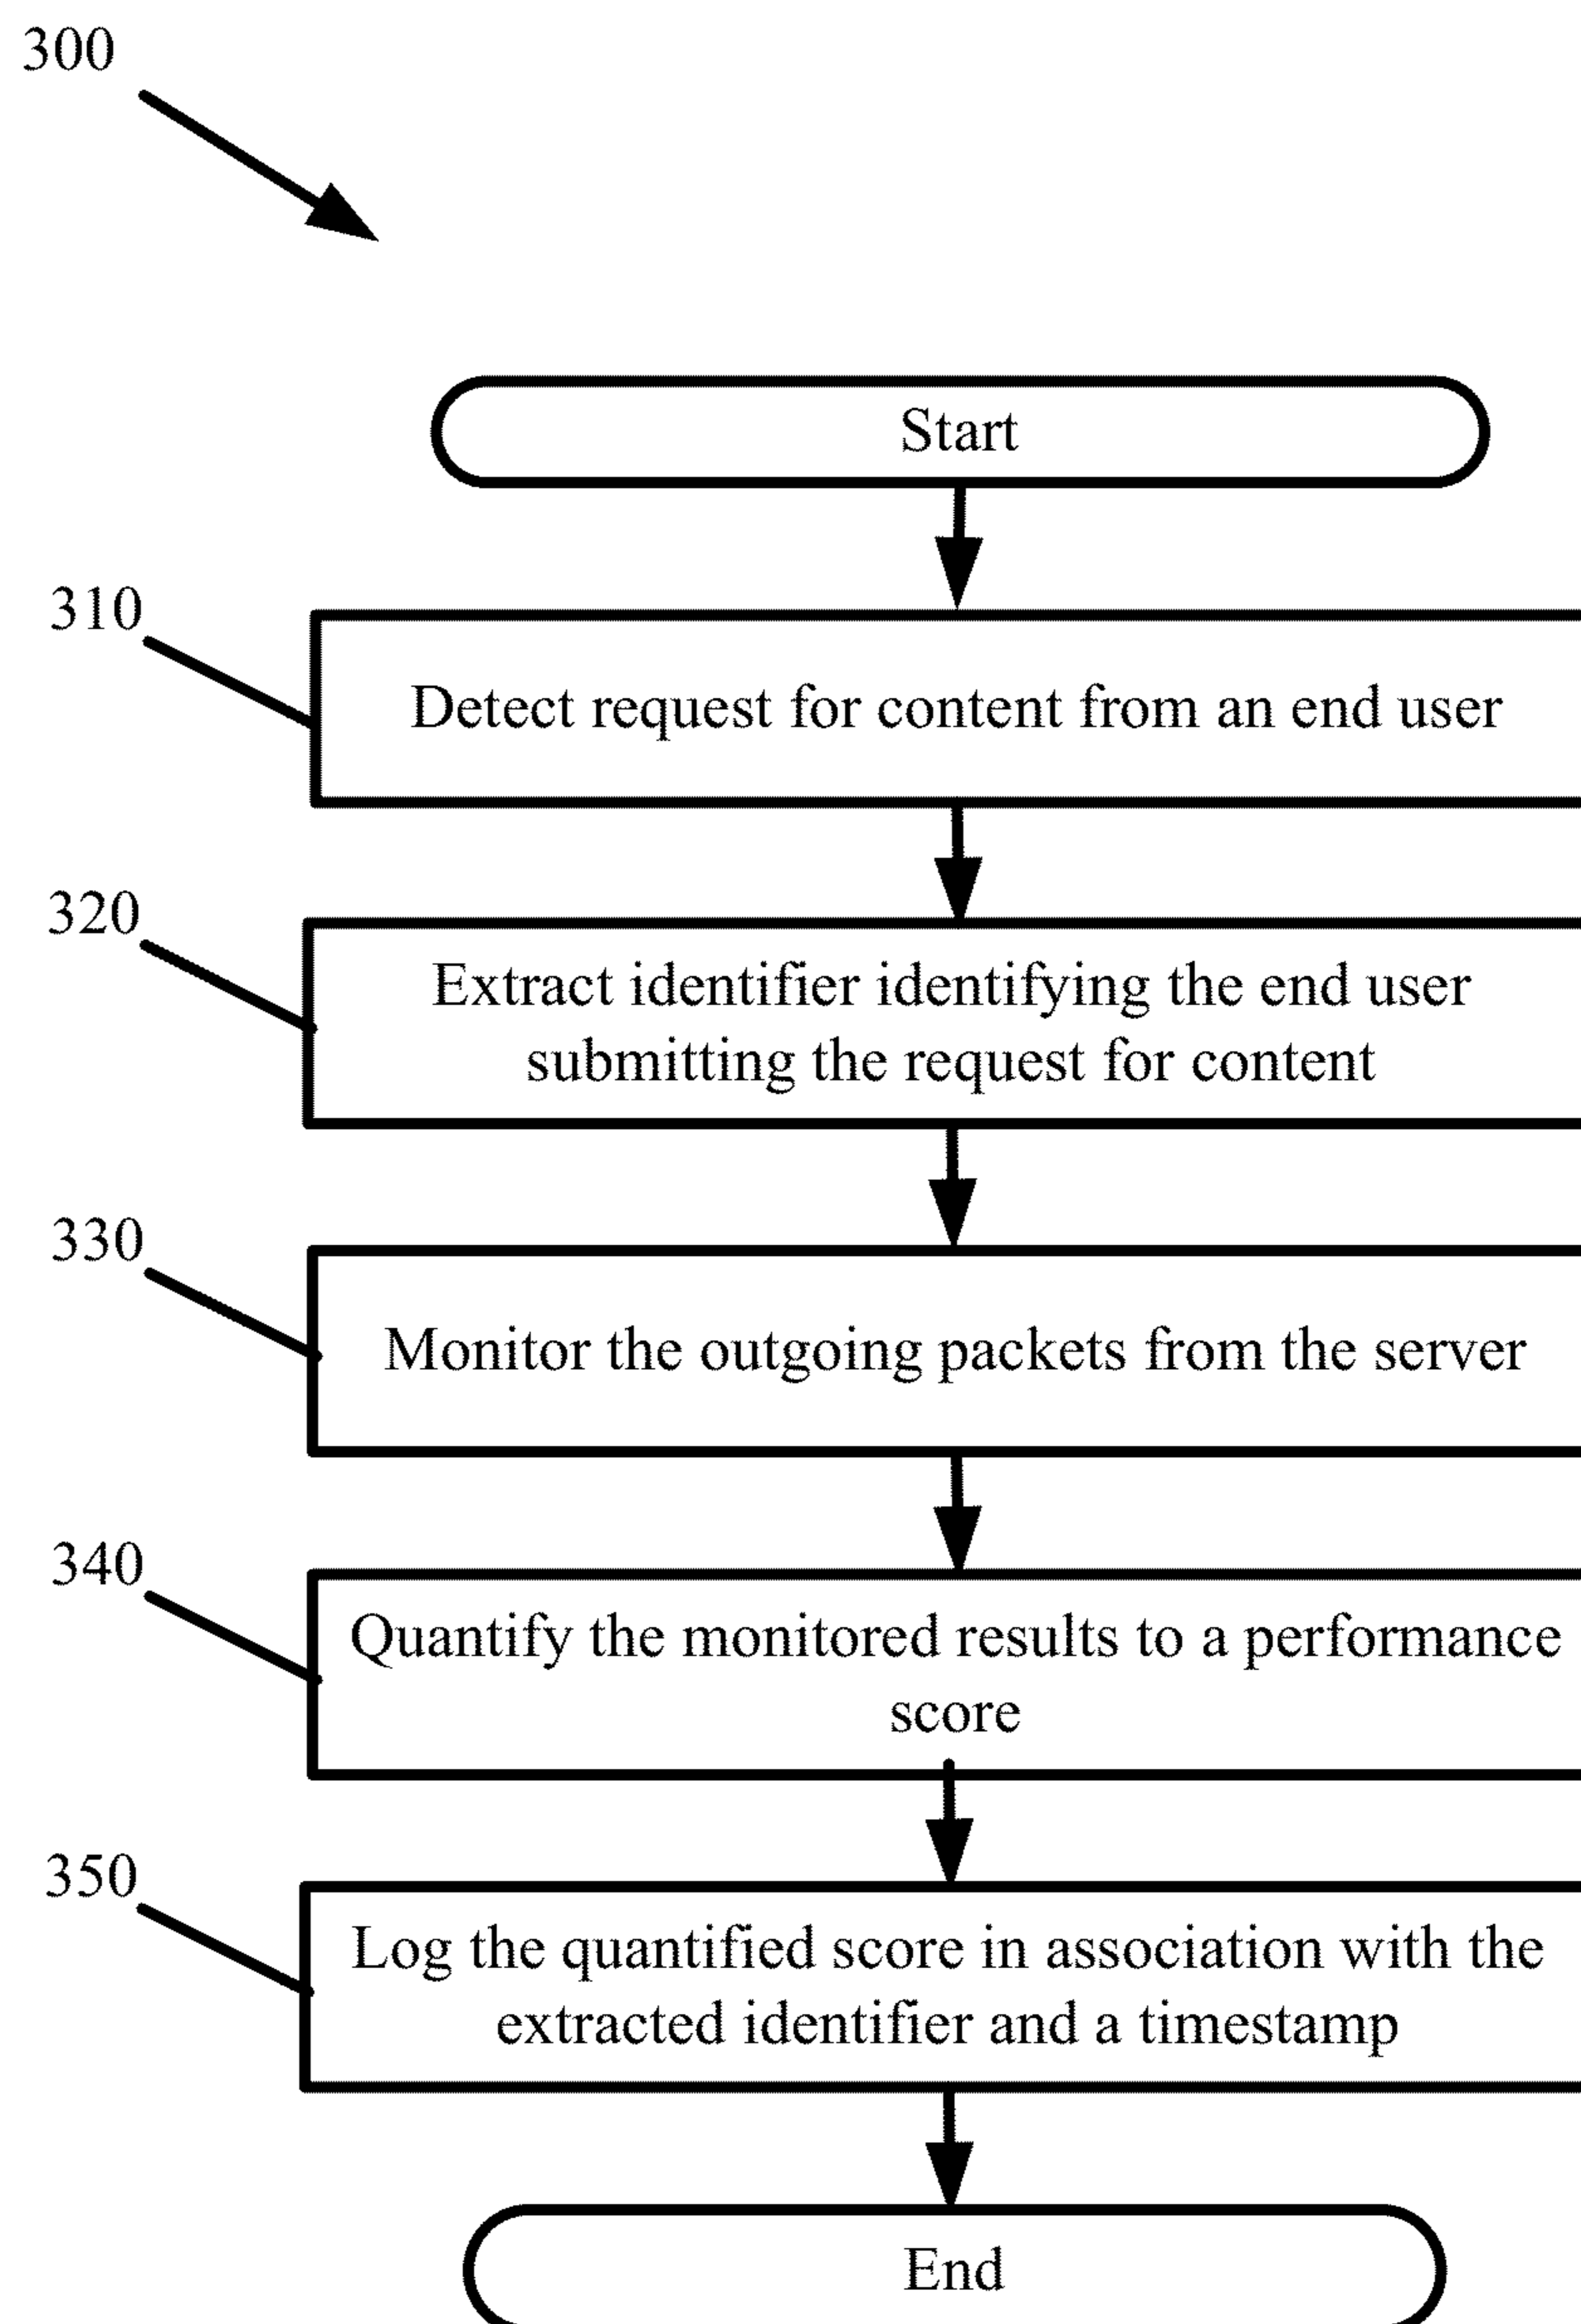 300
Start
310
Detect request for content from an end user
320
Extract identifier identifying the end user
submitting the request for content
330
Monitor the outgoing packets from the server
340
Quantify the monitored results to a performance
score
350
Log the quantified score in association with the
extracted identifier and a timestamp
End